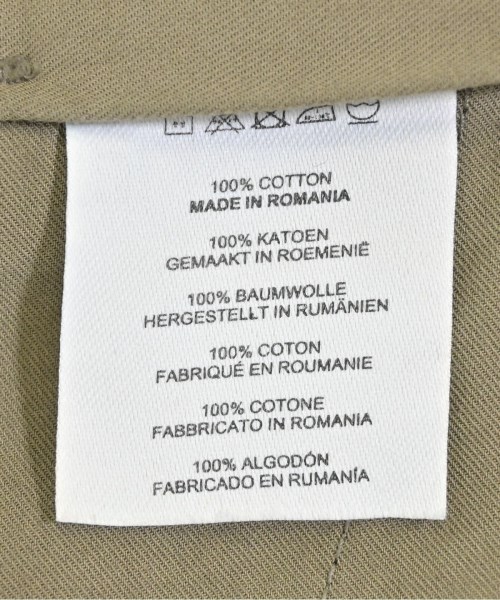 100% COTTON
MADE IN ROMANIA
100% KATOEN
GEMAAKT IN ROEMENIË
100% BAUMWOLLE
HERGESTELLT IN RUMÄNIEN
100% COTON
FABRIQUÉ EN ROUMANIE
100% COTONE
FABBRICATO IN ROMANIA
100% ALGODÓN
FABRICADO EN RUMANÍA